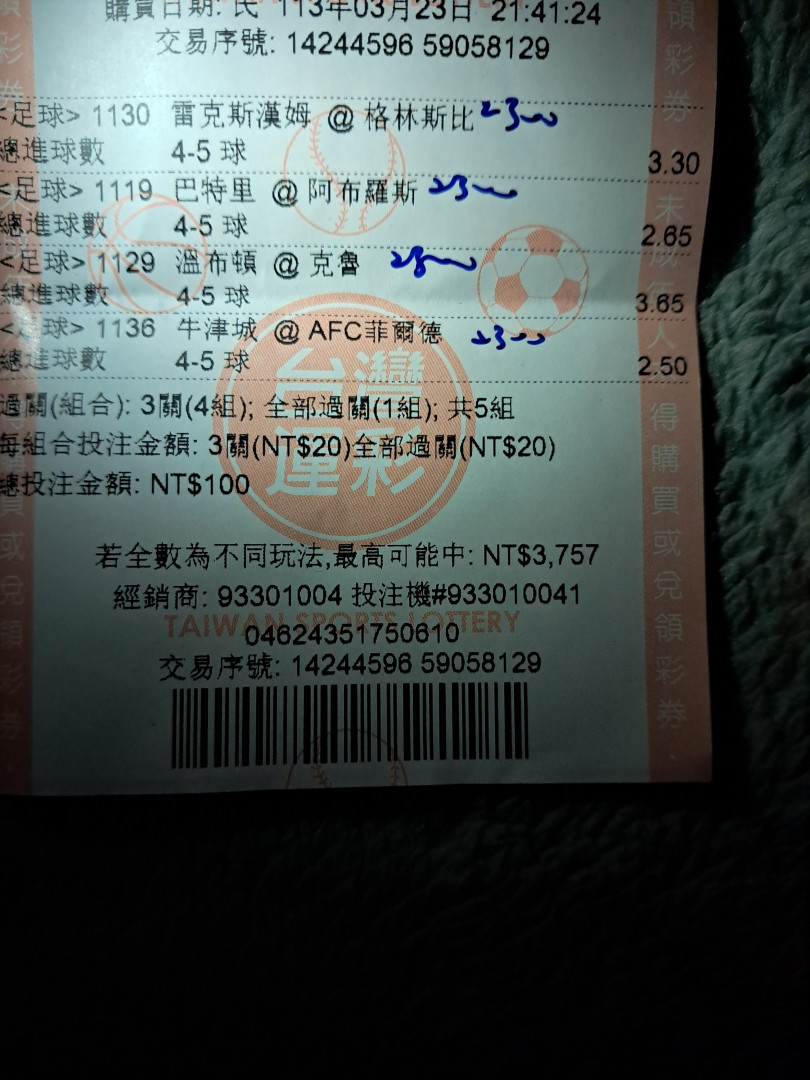 購買日期: 民 113年03月23日 21:41:24
交易序號: 14244596 59058129
<足球> 1130 雷克斯漢姆 @ 格林斯比 2300
總進球數 4-5 球 3.30
<足球> 1119 巴特里 @ 阿布羅斯 2300
總進球數 4-5 球 2.65
<足球> 1129 溫布頓 @ 克魯 2300
總進球數 4-5 球 3.65
<足球> 1136 牛津城 @ AFC菲爾德 2300
總進球數 4-5 球 2.50
過關(組合): 3關(4組); 全部過關(1組); 共5組
每組合投注金額: 3關(NT$20)全部過關(NT$20)
總投注金額: NT$100
台灣
運彩
若全數為不同玩法,最高可能中: NT$3,757
經銷商: 93301004 投注機#933010041
TAIWAN SPORTS LOTTERY
04624351750610
交易序號: 14244596 59058129
領彩券
未成年人
得購買或兌領彩券